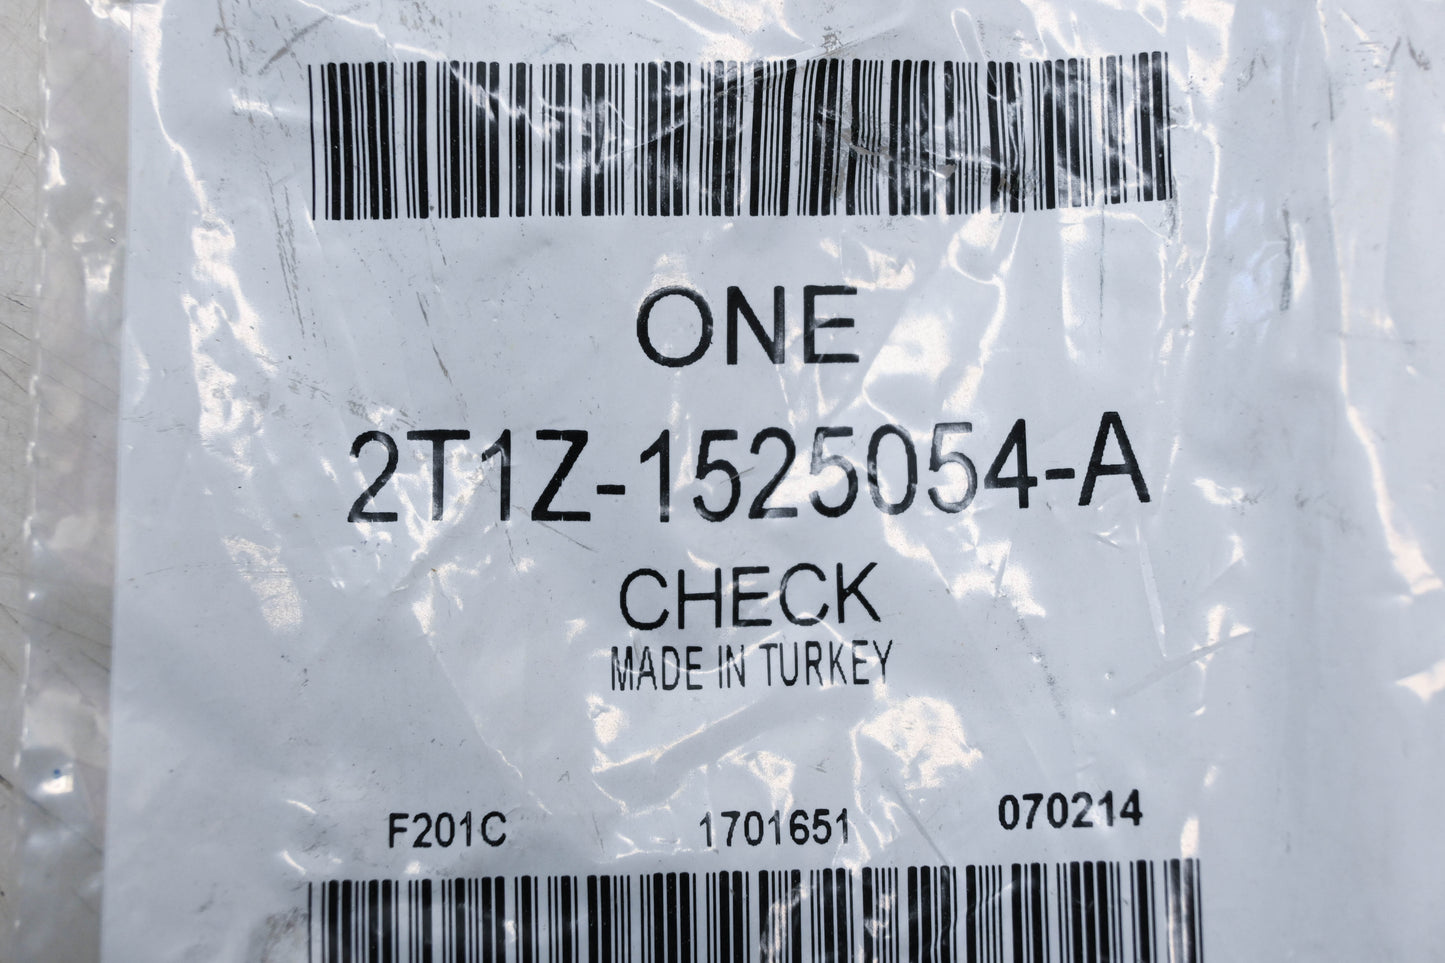 ONE
2T1Z-1525054-A
CHECK
MADE IN TURKEY
F201C 1701651 070214